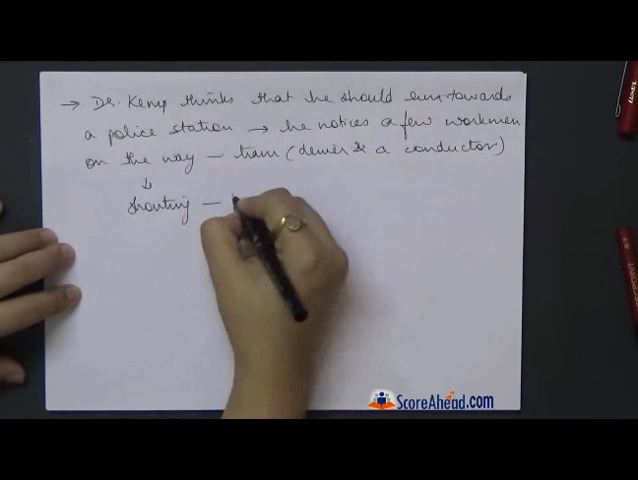 → Dr. Kemp thinks that he should run towards
a police station → he notices a few workmen
on the way — tram (driver & a conductor)
↓
shouting —
ScoreAhead.com